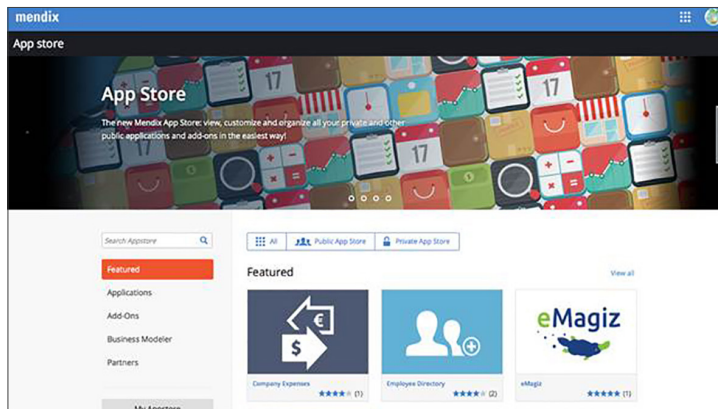 mendix
App store
App Store
The new Mendix App Store: view, customize and organize all your private and other
public applications and add-ons in the easiest way!
17
17
17
Search Appstore
All
Public App Store
Private App Store
Featured
Applications
Add-Ons
Business Modeler
Partners
My Appstore
Featured
View all
€
$
eMagiz
Company Expenses
(1)
Employee Directory
(2)
eMagiz
(1)